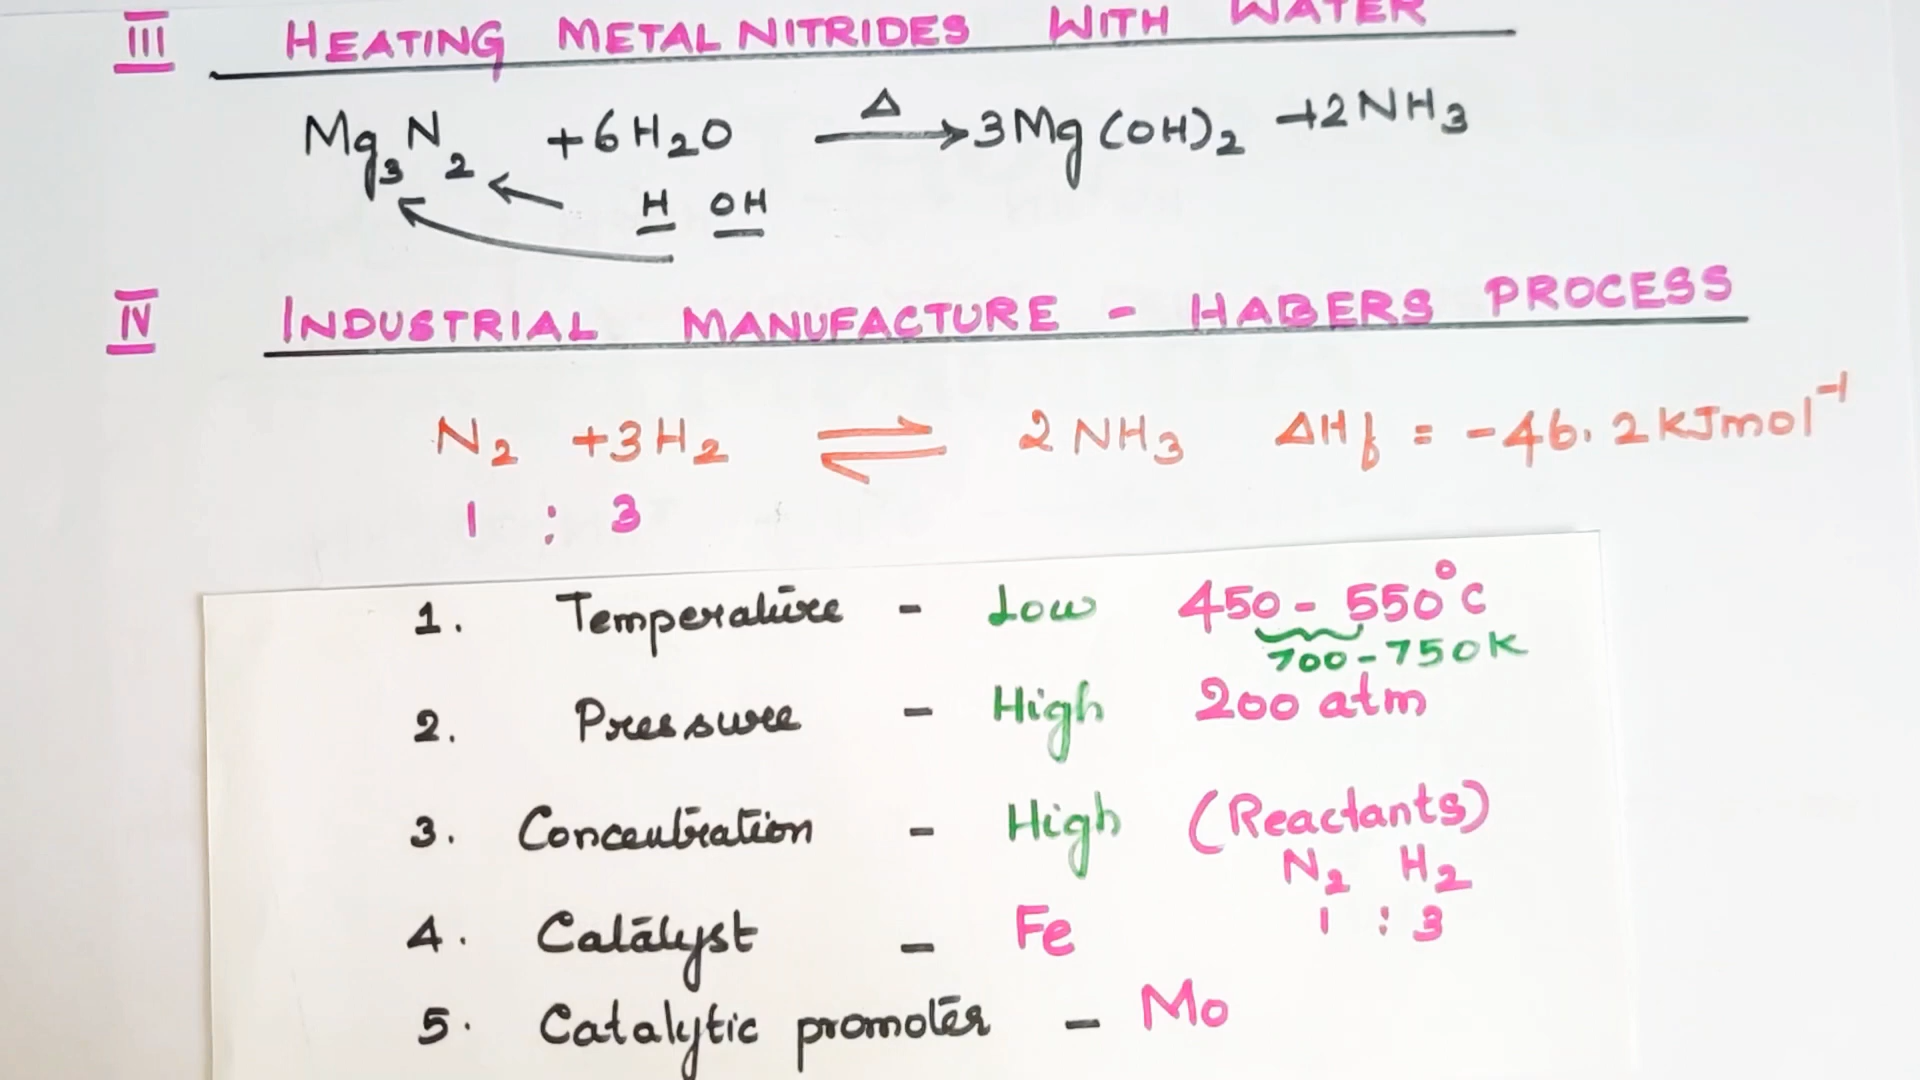 III HEATING METAL NITRIDES WITH WATER
Mg₃N₂ +6H₂O —Δ→ 3Mg(OH)₂ +2NH₃
H OH
IV INDUSTRIAL MANUFACTURE - HABERS PROCESS
N₂ +3H₂ ⇌ 2NH₃ ΔHf = -46.2kJmol⁻¹
1 : 3
1. Temperature - Low 450 - 550°C
700-750K
2. Pressure - High 200 atm
3. Concentration - High (Reactants)
N₂ H₂
4. Catalyst - Fe 1 : 3
5. Catalytic promoter - Mo